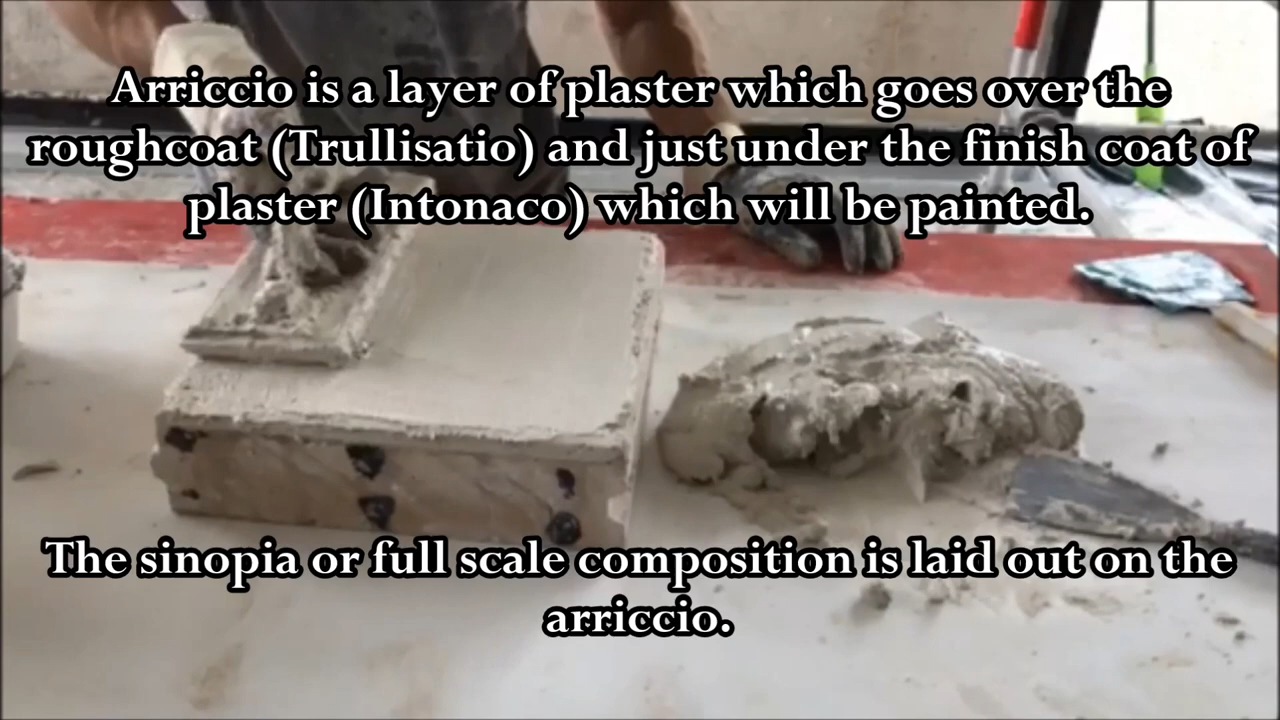 Arriccio is a layer of plaster which goes over the
roughcoat (Trullisatio) and just under the finish coat of
plaster (Intonaco) which will be painted.
The sinopia or full scale composition is laid out on the
arriccio.